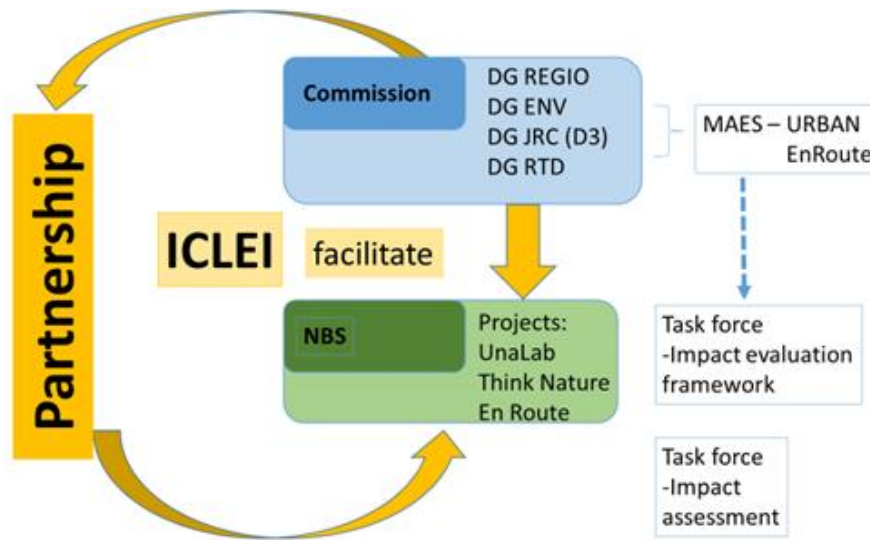 Partnership
Commission
DG REGIO
DG ENV
DG JRC (D3)
DG RTD
MAES – URBAN
EnRoute
ICLEI
facilitate
NBS
Projects:
UnaLab
Think Nature
En Route
Task force
-Impact evaluation
framework
Task force
-Impact
assessment